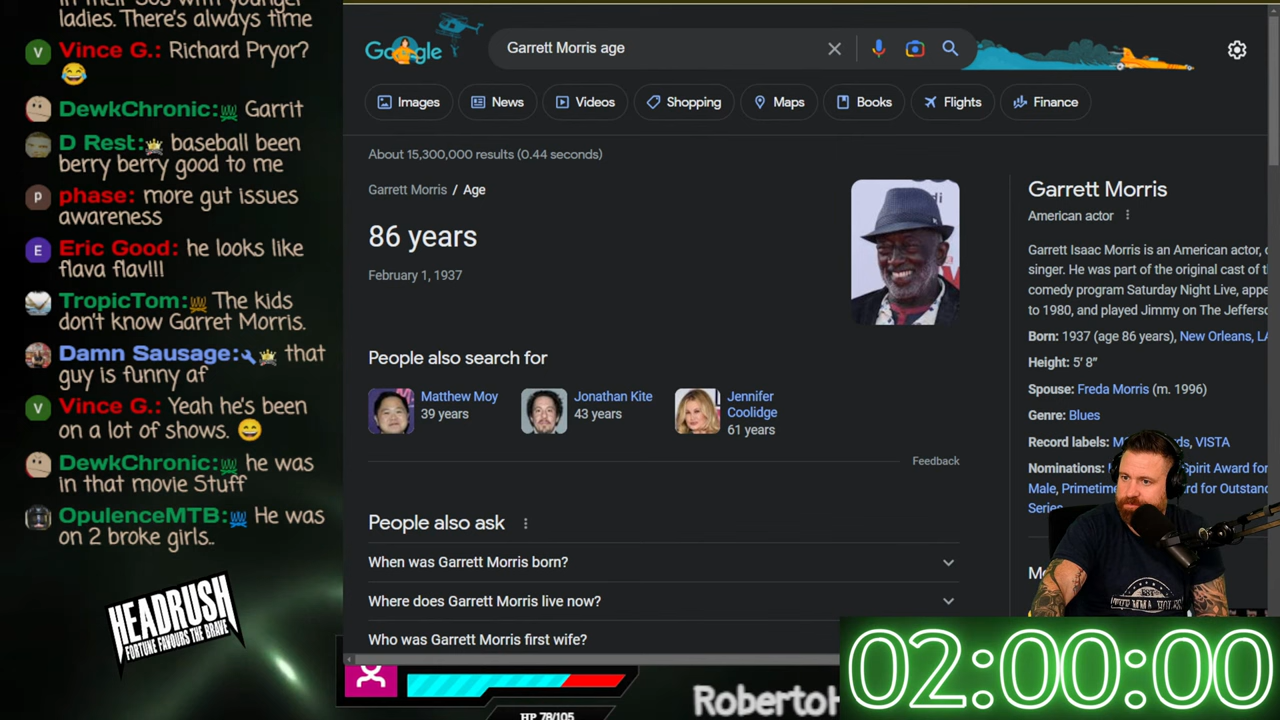 ladies. There's always time
V Vince G.: Richard Pryor?
DewkChronic: Garrit
D Rest: baseball been
berry berry good to me
p phase: more gut issues
awareness
E Eric Good: he looks like
flava flav!!!
TropicTom: The kids
don't know Garret Morris.
Damn Sausage: that
guy is funny af
V Vince G.: Yeah he's been
on a lot of shows.
DewkChronic: he was
in that movie Stuff
OpulenceMTB: He was
on 2 broke girls..
HEADRUSH
FORTUNE FAVOURS THE BRAVE
Google
Garrett Morris age
Images News Videos Shopping Maps Books Flights Finance
About 15,300,000 results (0.44 seconds)
Garrett Morris / Age
86 years
February 1, 1937
People also search for
Matthew Moy
39 years
Jonathan Kite
43 years
Jennifer
Coolidge
61 years
Feedback
People also ask
When was Garrett Morris born?
Where does Garrett Morris live now?
Who was Garrett Morris first wife?
Garrett Morris
American actor
Garrett Isaac Morris is an American actor,
singer. He was part of the original cast of t
comedy program Saturday Night Live, appe
to 1980, and played Jimmy on The Jefferso
Born: 1937 (age 86 years), New Orleans, LA
Height: 5' 8"
Spouse: Freda Morris (m. 1996)
Genre: Blues
Record labels: ds, VISTA
Nominations: Spirit Award for
Male, Primetime rd for Outstand
Series
HP 78/105
RobertoH
02:00:00